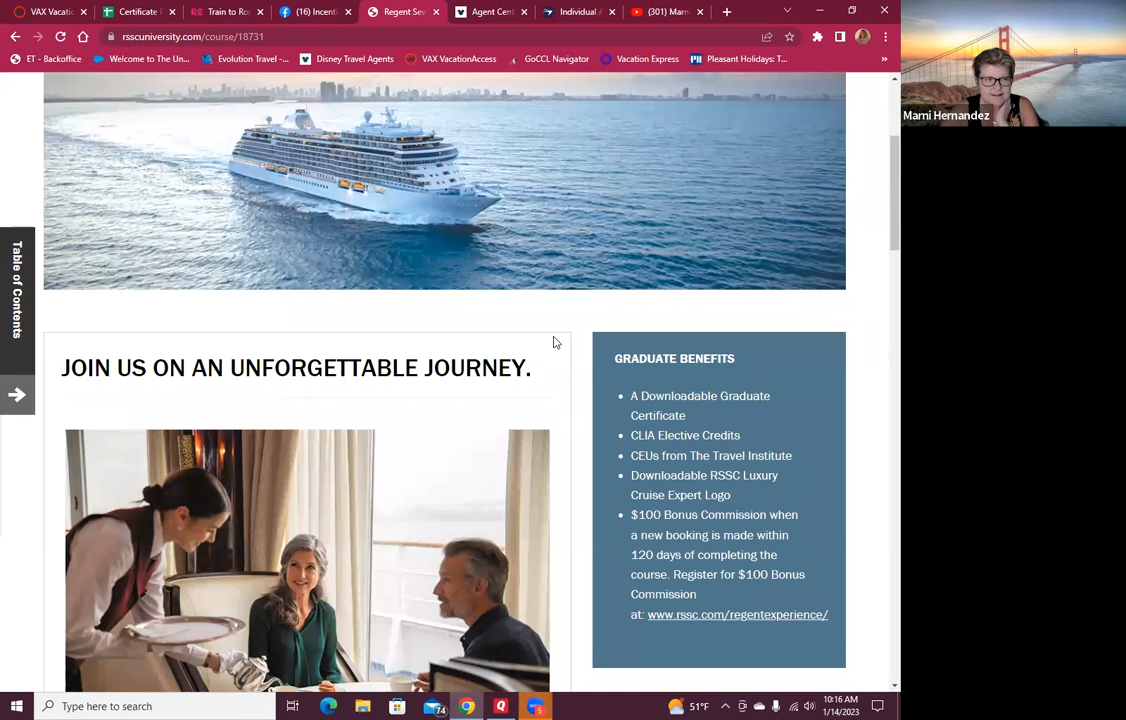 VAX Vacatio
Certificate P
Train to Ro
(16) Incenti
Regent Sev
Agent Cent
Individual A
(301) Marn
rsscuniversity.com/course/18731
ET - Backoffice
Welcome to The Un...
Evolution Travel -...
Disney Travel Agents
VAX VacationAccess
GoCCL Navigator
Vacation Express
Pleasant Holidays: T...
»
Marni Hernandez
Table of Contents
JOIN US ON AN UNFORGETTABLE JOURNEY.
GRADUATE BENEFITS
• A Downloadable Graduate
Certificate
• CLIA Elective Credits
• CEUs from The Travel Institute
• Downloadable RSSC Luxury
Cruise Expert Logo
• $100 Bonus Commission when
a new booking is made within
120 days of completing the
course. Register for $100 Bonus
Commission
at: www.rssc.com/regentexperience/
Type here to search
74
5
51°F
10:16 AM
1/14/2023